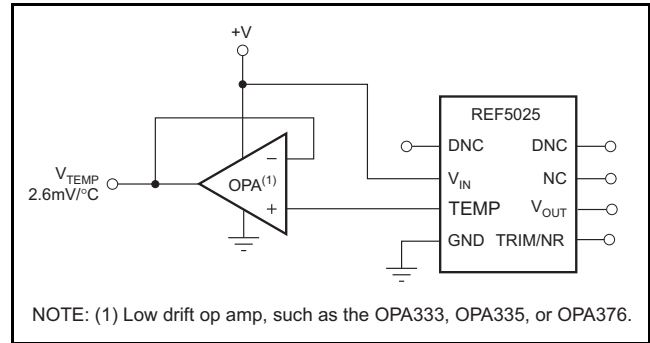 +V
REF5025
DNC DNC
V_IN NC
TEMP V_OUT
GND TRIM/NR
V_TEMP
2.6mV/°C
OPA(1)
−
+
NOTE: (1) Low drift op amp, such as the OPA333, OPA335, or OPA376.